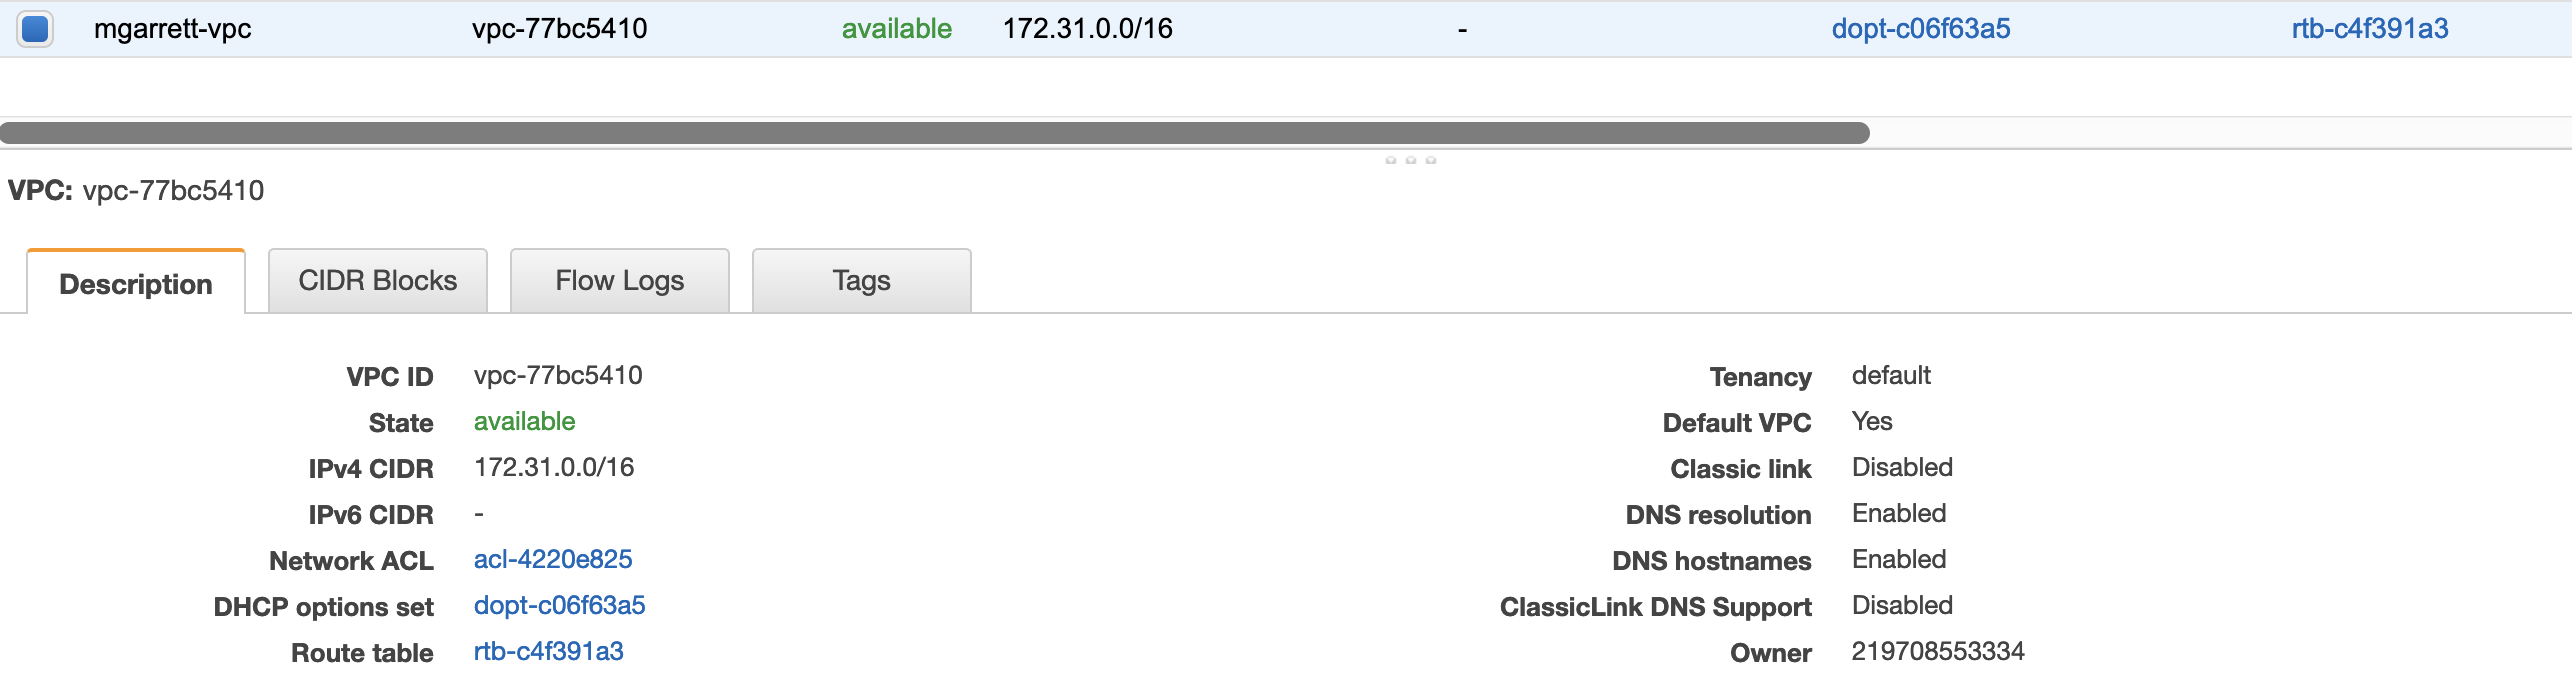 mgarrett-vpc vpc-77bc5410 available 172.31.0.0/16 - dopt-c06f63a5 rtb-c4f391a3
VPC: vpc-77bc5410
Description CIDR Blocks Flow Logs Tags
VPC ID vpc-77bc5410 Tenancy default
State available Default VPC Yes
IPv4 CIDR 172.31.0.0/16 Classic link Disabled
IPv6 CIDR - DNS resolution Enabled
Network ACL acl-4220e825 DNS hostnames Enabled
DHCP options set dopt-c06f63a5 ClassicLink DNS Support Disabled
Route table rtb-c4f391a3 Owner 219708553334